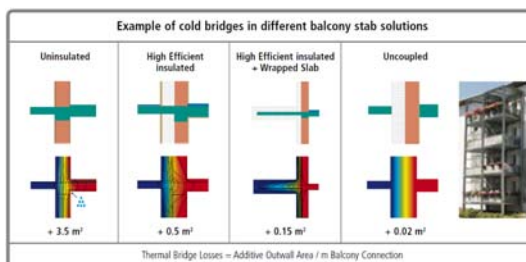 Example of cold bridges in different balcony stab solutions
Uninsulated
High Efficient
insulated
High Efficient insulated
+ Wrapped Slab
Uncoupled
+ 3.5 m²
+ 0.5 m²
+ 0.15 m²
+ 0.02 m²
Thermal Bridge Losses = Additive Outwall Area / m Balcony Connection